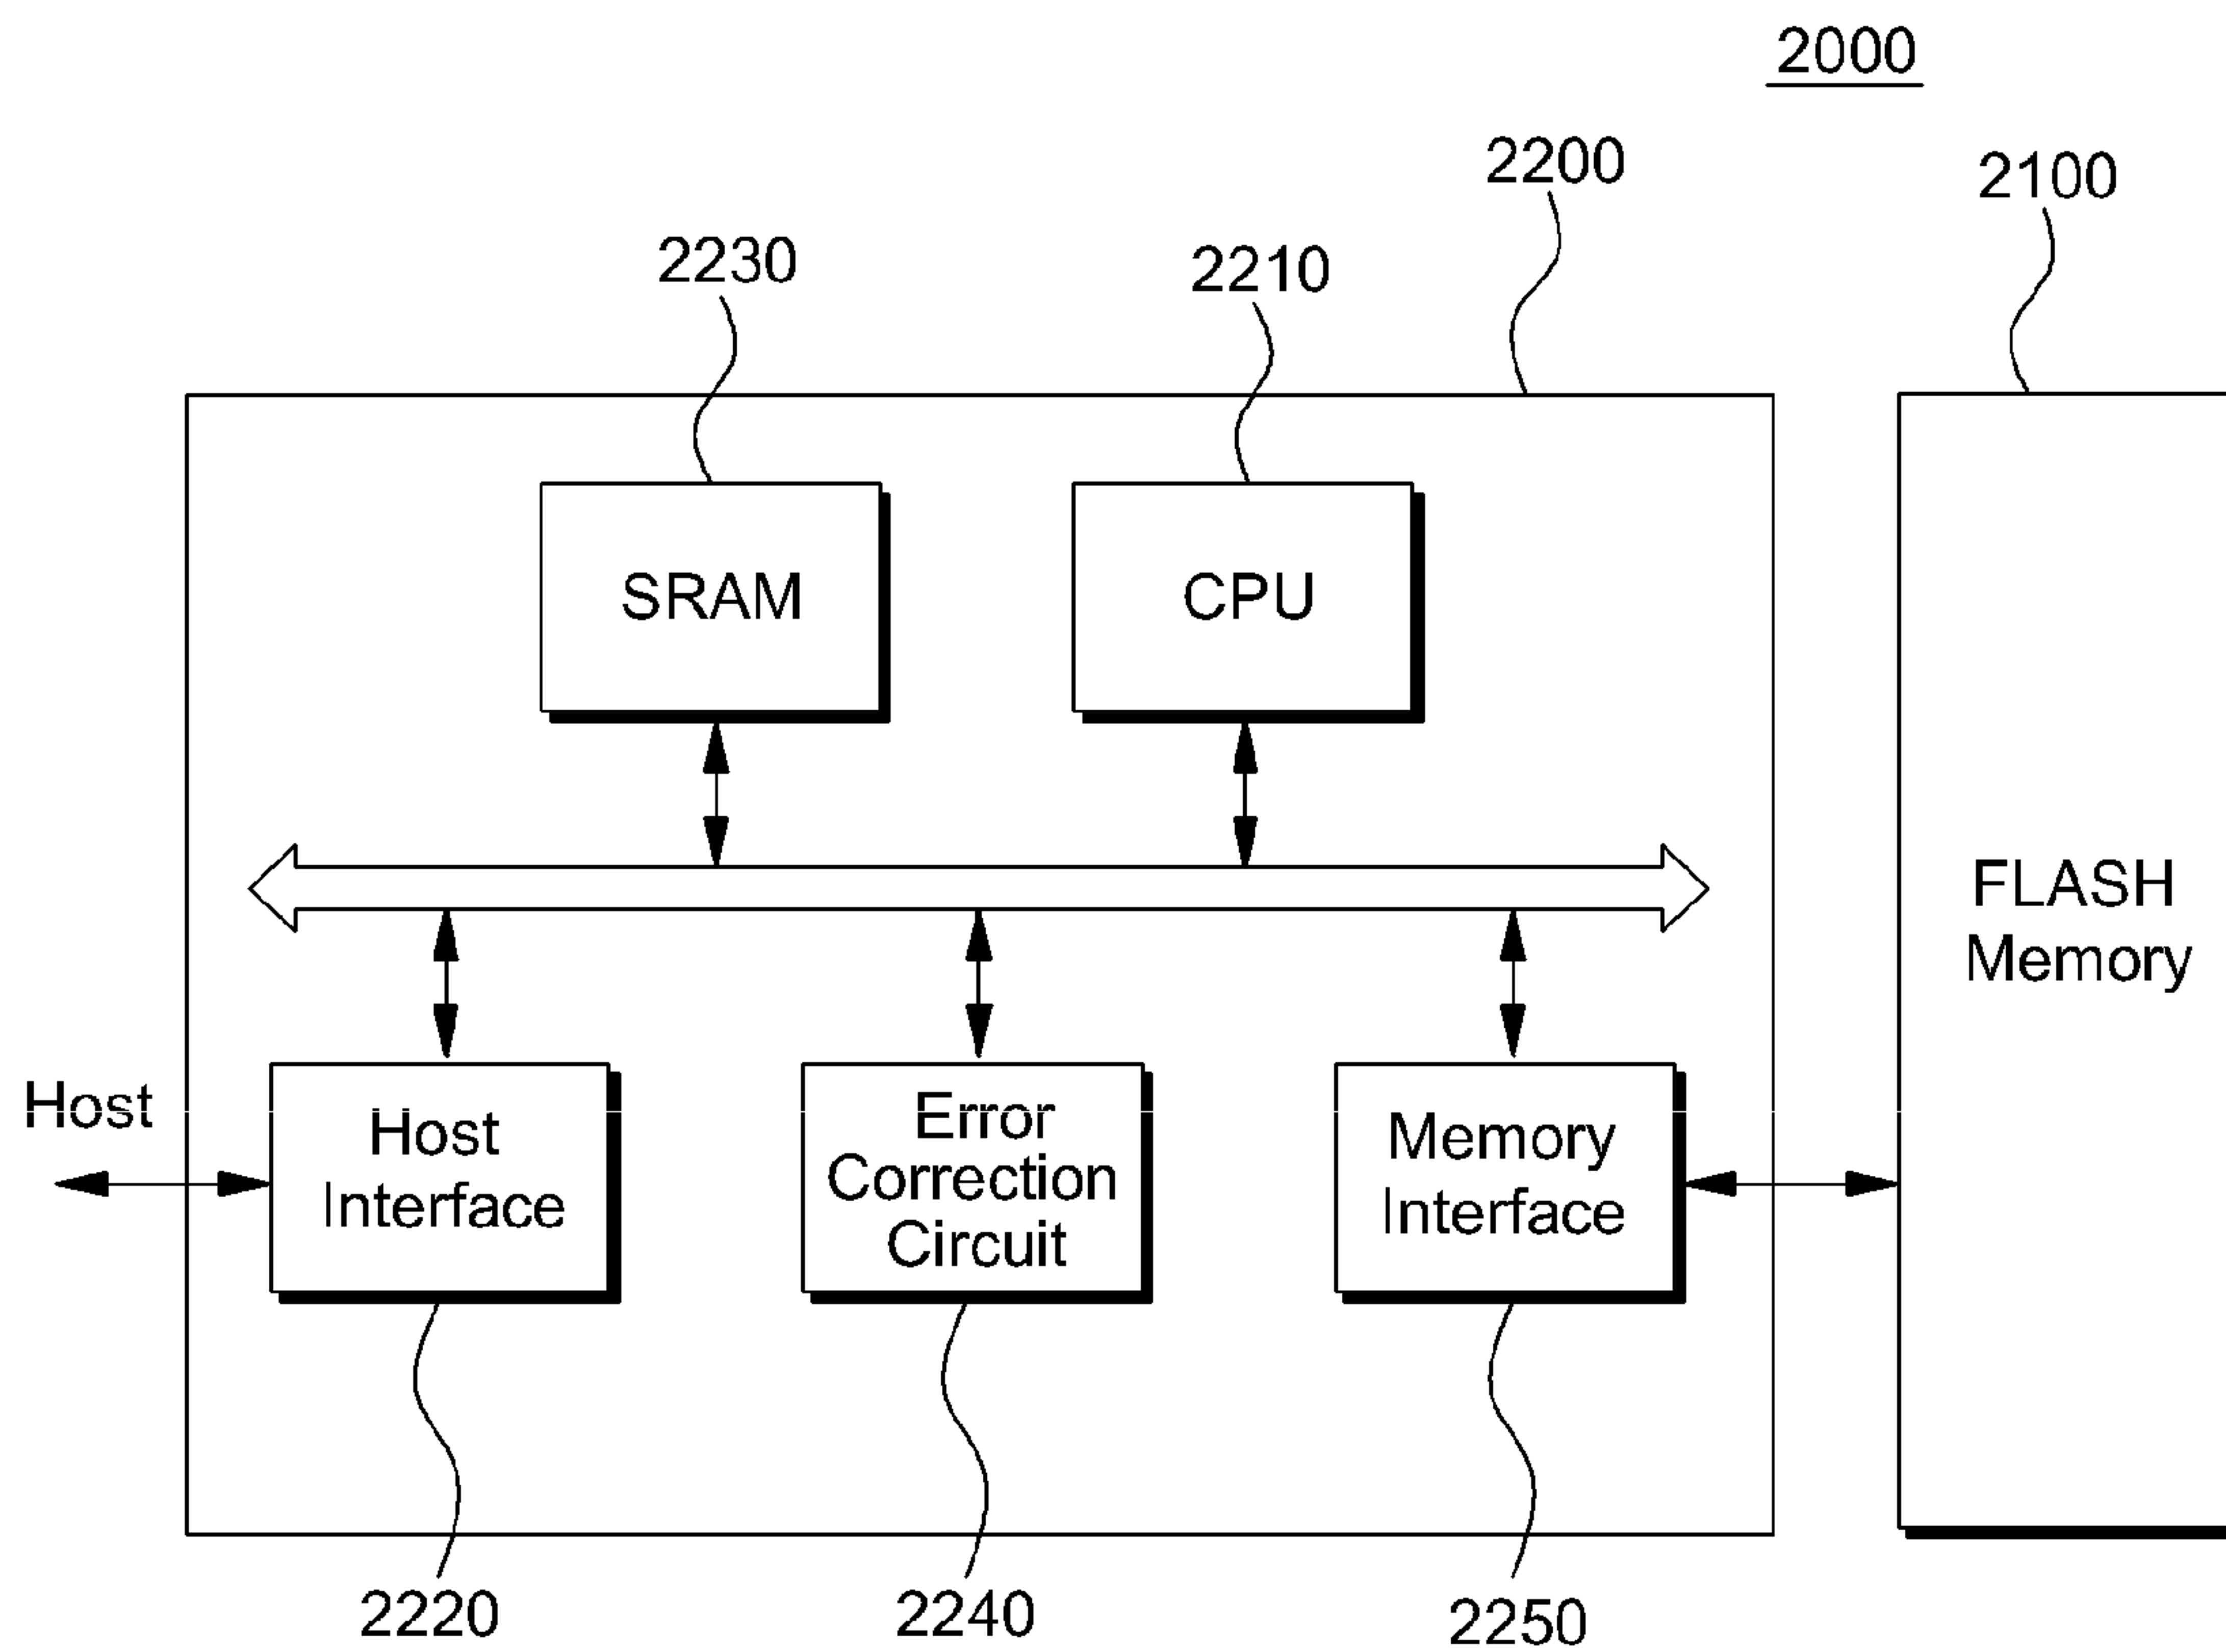 2000
2200
2100
2230
2210
SRAM
CPU
FLASH
Memory
Host
Host
Interface
Error
Correction
Circuit
Memory
Interface
2220
2240
2250